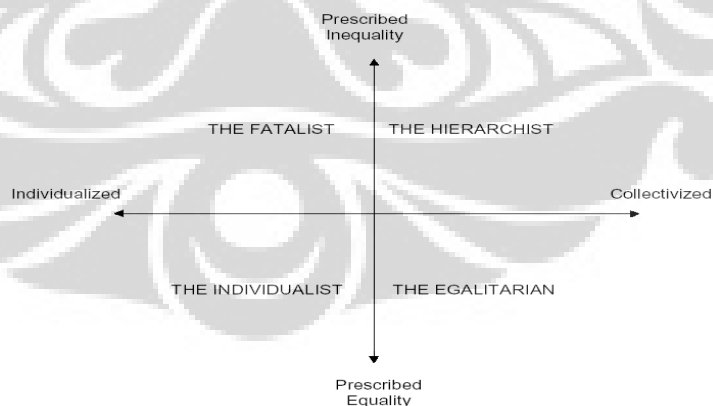 Prescribed
Inequality
THE FATALIST THE HIERARCHIST
Individualized Collectivized
THE INDIVIDUALIST THE EGALITARIAN
Prescribed
Equality